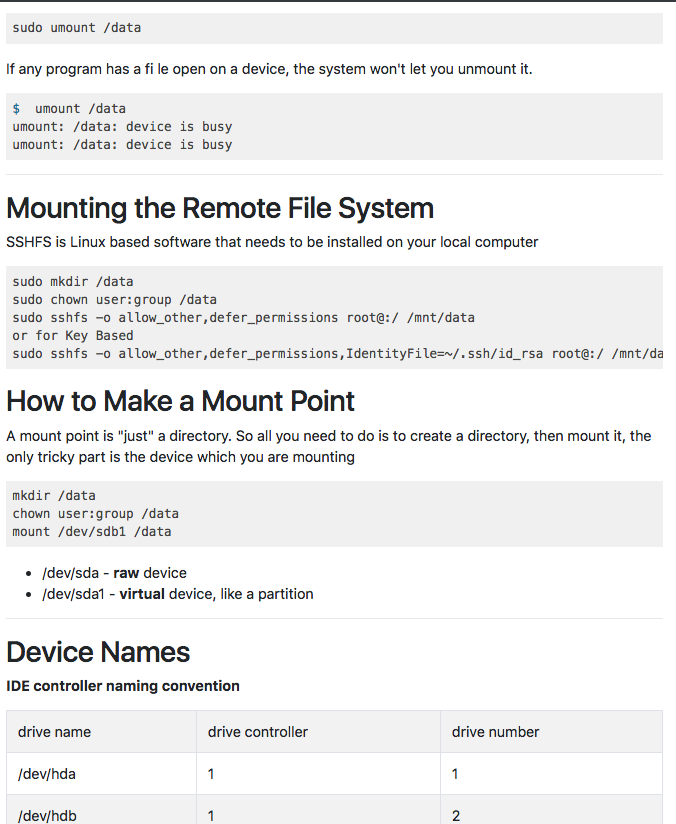 sudo umount /data
If any program has a fi le open on a device, the system won't let you unmount it.
$  umount /data
umount: /data: device is busy
umount: /data: device is busy
Mounting the Remote File System
SSHFS is Linux based software that needs to be installed on your local computer
sudo mkdir /data
sudo chown user:group /data
sudo sshfs -o allow_other,defer_permissions root@:/ /mnt/data
or for Key Based
sudo sshfs -o allow_other,defer_permissions,IdentityFile=~/.ssh/id_rsa root@:/ /mnt/da
How to Make a Mount Point
A mount point is "just" a directory. So all you need to do is to create a directory, then mount it, the
only tricky part is the device which you are mounting
mkdir /data
chown user:group /data
mount /dev/sdb1 /data
• /dev/sda - raw device
• /dev/sda1 - virtual device, like a partition
Device Names
IDE controller naming convention
drive name drive controller drive number
/dev/hda 1 1
/dev/hdb 1 2